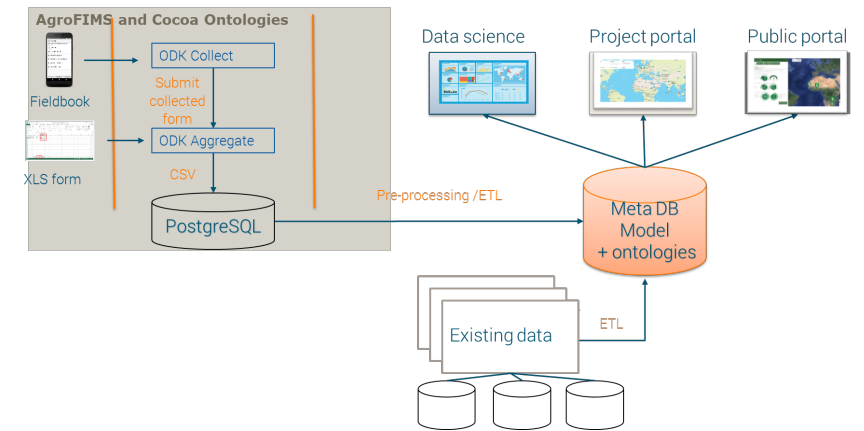 AgroFIMS and Cocoa Ontologies
ODK Collect
Fieldbook
Submit
collected
form
ODK Aggregate
XLS form
CSV
PostgreSQL
Data science
Project portal
Public portal
Pre-processing /ETL
Meta DB
Model
+ ontologies
ETL
Existing data